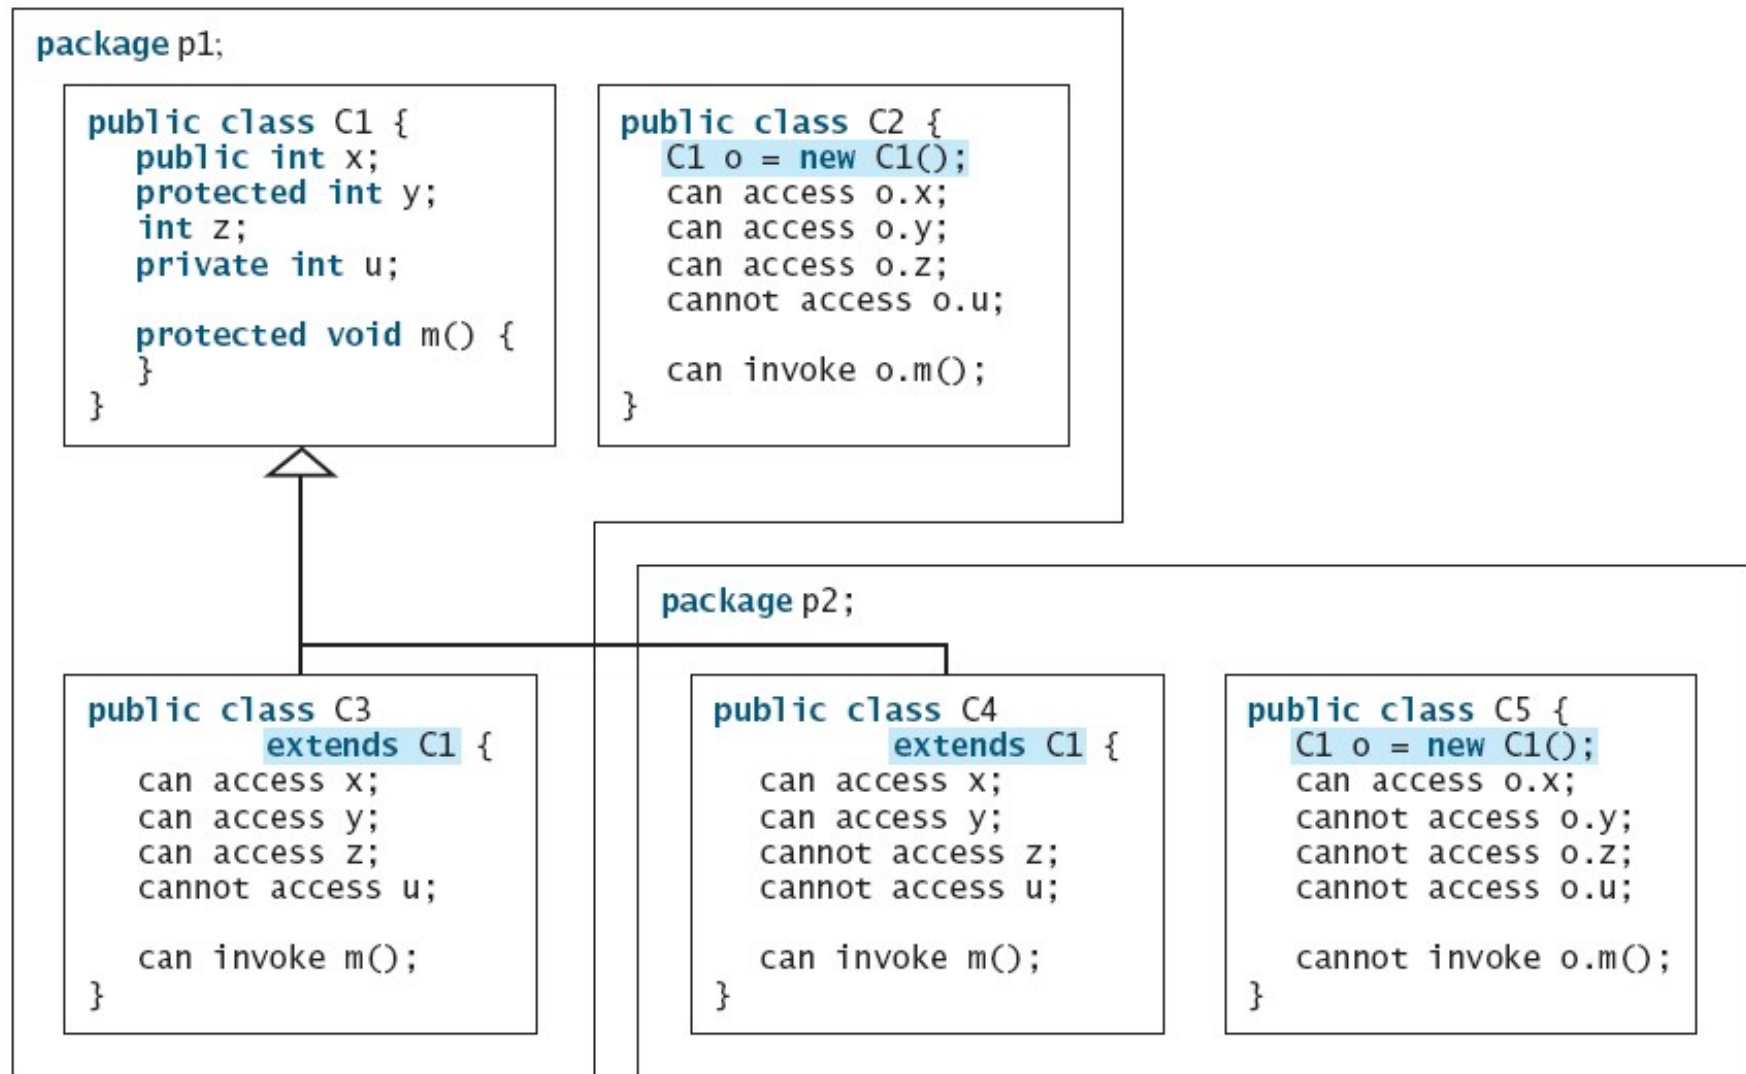 package p1;
public class C1 {
public int x;
protected int y;
int z;
private int u;
protected void m() {
}
}
public class C2 {
C1 o = new C1();
can access o.x;
can access o.y;
can access o.z;
cannot access o.u;
can invoke o.m();
}
package p2;
public class C3
extends C1 {
can access x;
can access y;
can access z;
cannot access u;
can invoke m();
}
public class C4
extends C1 {
can access x;
can access y;
cannot access z;
cannot access u;
can invoke m();
}
public class C5 {
C1 o = new C1();
can access o.x;
cannot access o.y;
cannot access o.z;
cannot access o.u;
cannot invoke o.m();
}